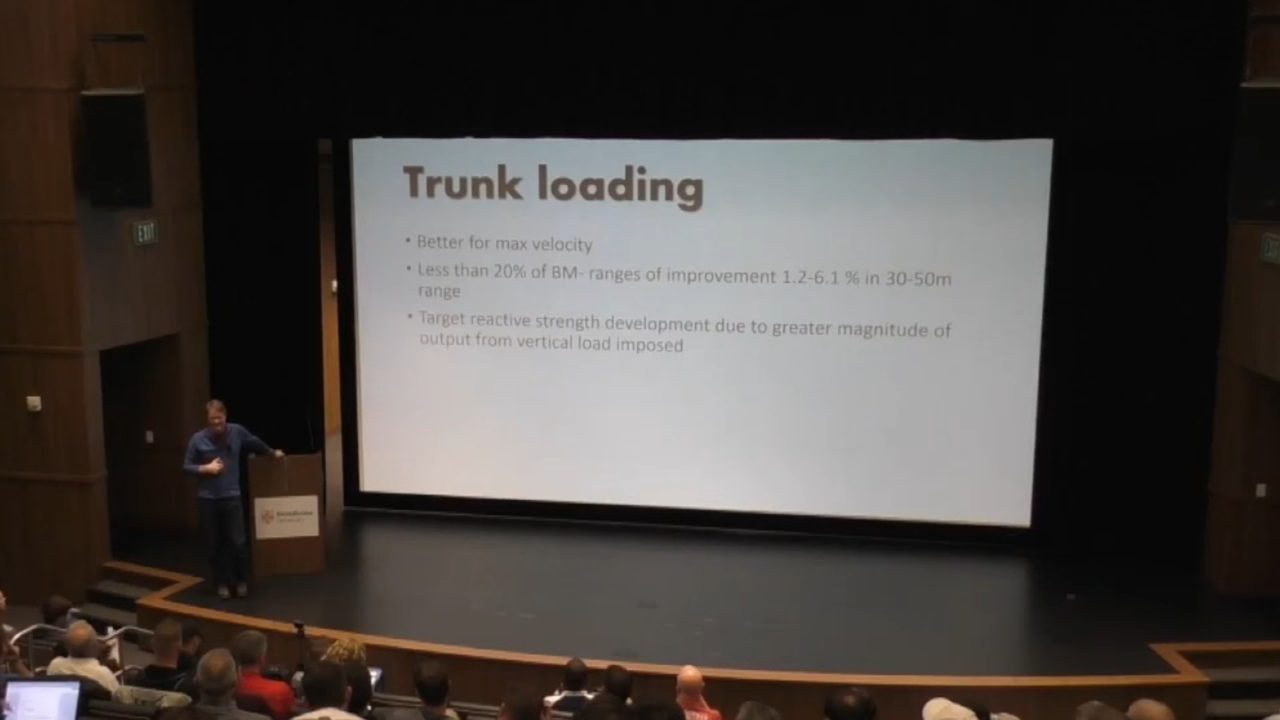 Trunk loading
• Better for max velocity
• Less than 20% of BM- ranges of improvement 1.2-6.1 % in 30-50m
range
• Target reactive strength development due to greater magnitude of
output from vertical load imposed
EXIT